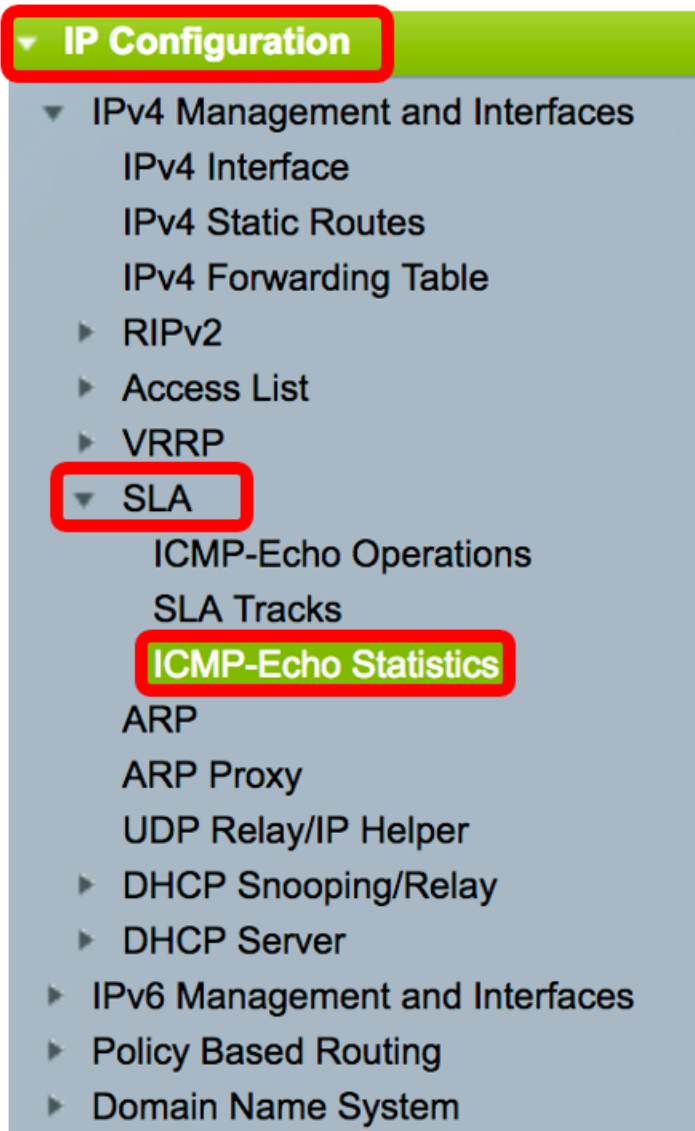 IP Configuration
IPv4 Management and Interfaces
IPv4 Interface
IPv4 Static Routes
IPv4 Forwarding Table
RIPv2
Access List
VRRP
SLA
ICMP-Echo Operations
SLA Tracks
ICMP-Echo Statistics
ARP
ARP Proxy
UDP Relay/IP Helper
DHCP Snooping/Relay
DHCP Server
IPv6 Management and Interfaces
Policy Based Routing
Domain Name System